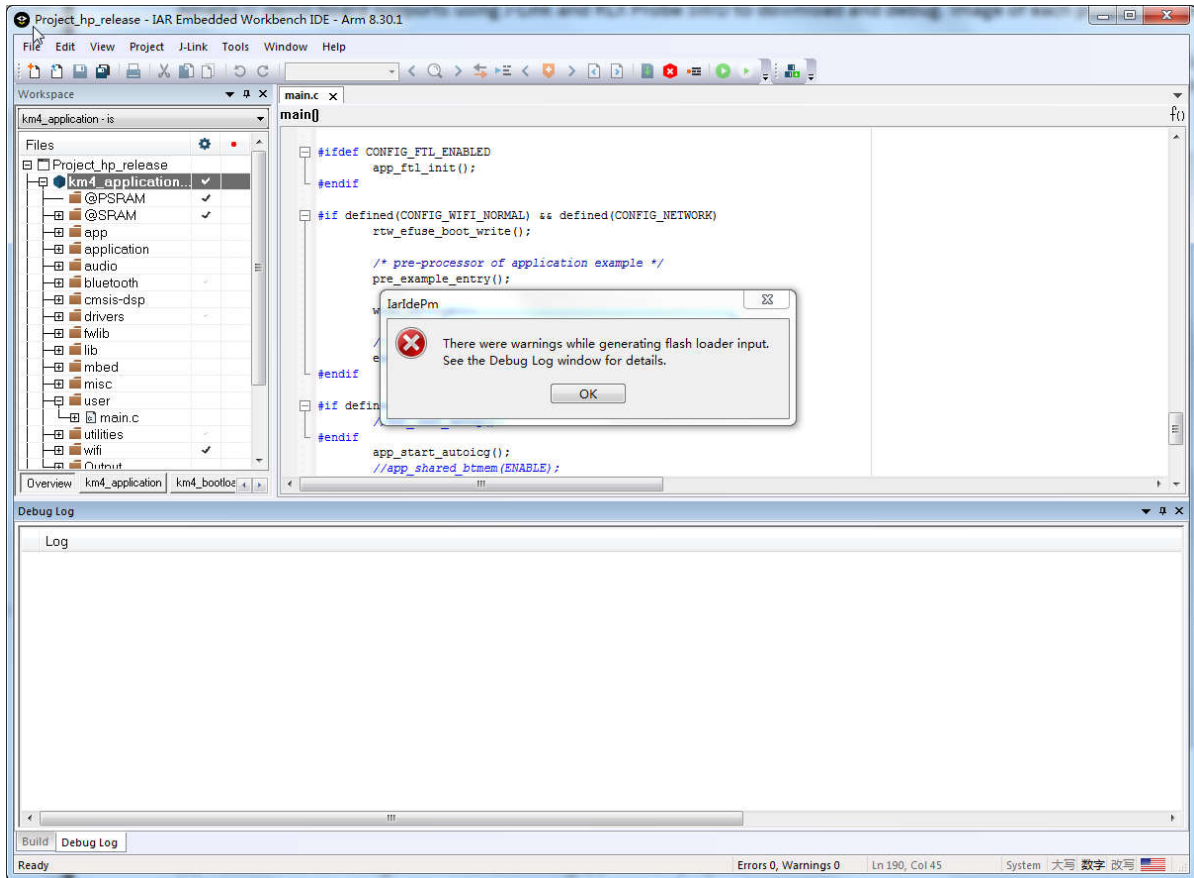 Project_hp_release - IAR Embedded Workbench IDE - Arm 8.30.1
File Edit View Project J-Link Tools Window Help
Workspace
main.c
km4_application - is
main()
f()
Files
Project_hp_release
km4_application...
@PSRAM
@SRAM
app
application
audio
bluetooth
cmsis-dsp
drivers
fwlib
lib
mbed
misc
user
main.c
utilities
wifi
Output
Overview km4_application km4_bootloa
#ifdef CONFIG_FTL_ENABLED
app_ftl_init();
#endif
#if defined(CONFIG_WIFI_NORMAL) && defined(CONFIG_NETWORK)
rtw_efuse_boot_write();
/* pre-processor of application example */
pre_example_entry();
w
/
e
#endif
#if defin
#endif
app_start_autoicg();
//app_shared_btmem(ENABLE);
IarIdePm
There were warnings while generating flash loader input.
See the Debug Log window for details.
OK
Debug Log
Log
Build Debug Log
Ready
Errors 0, Warnings 0
Ln 190, Col 45
System 大写 数字 改写